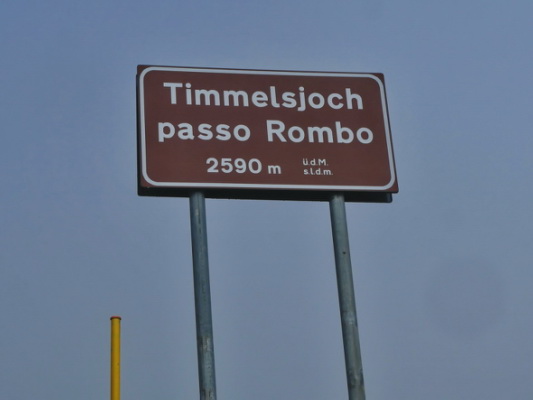 Timmelsjoch
passo Rombo
2590 m ü.d.M.
s.l.d.m.